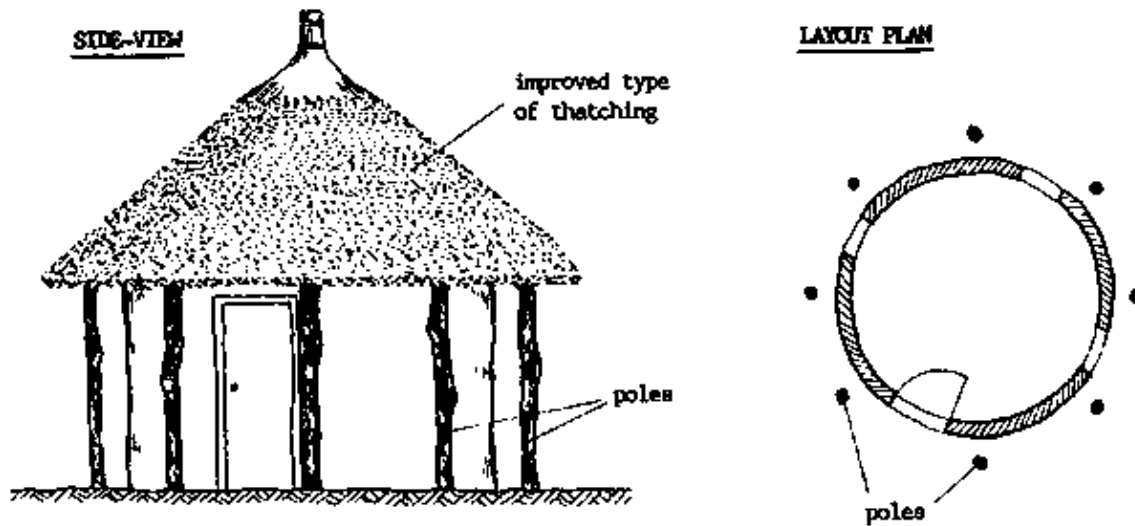 SIDE-VIEW
LAYOUT PLAN
improved type
of thatching
poles
poles